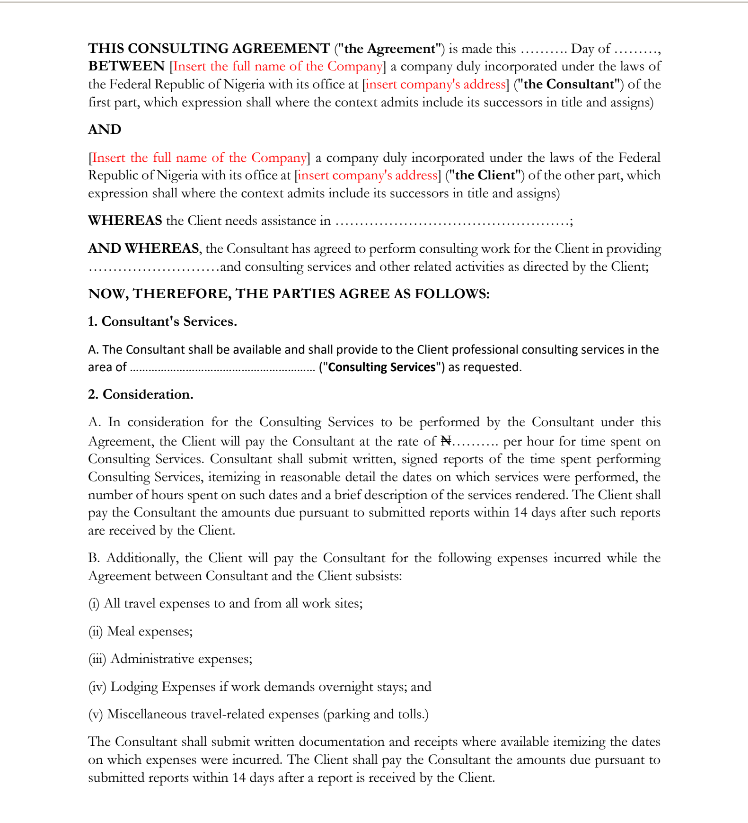 THIS CONSULTING AGREEMENT ("the Agreement") is made this ………. Day of ………,
BETWEEN [Insert the full name of the Company] a company duly incorporated under the laws of
the Federal Republic of Nigeria with its office at [insert company's address] ("the Consultant") of the
first part, which expression shall where the context admits include its successors in title and assigns)
AND
[Insert the full name of the Company] a company duly incorporated under the laws of the Federal
Republic of Nigeria with its office at [insert company's address] ("the Client") of the other part, which
expression shall where the context admits include its successors in title and assigns)
WHEREAS the Client needs assistance in …………………………………………;
AND WHEREAS, the Consultant has agreed to perform consulting work for the Client in providing
………………………and consulting services and other related activities as directed by the Client;
NOW, THEREFORE, THE PARTIES AGREE AS FOLLOWS:
1. Consultant's Services.
A. The Consultant shall be available and shall provide to the Client professional consulting services in the
area of ……………………………………………………… ("Consulting Services") as requested.
2. Consideration.
A. In consideration for the Consulting Services to be performed by the Consultant under this
Agreement, the Client will pay the Consultant at the rate of ₦………. per hour for time spent on
Consulting Services. Consultant shall submit written, signed reports of the time spent performing
Consulting Services, itemizing in reasonable detail the dates on which services were performed, the
number of hours spent on such dates and a brief description of the services rendered. The Client shall
pay the Consultant the amounts due pursuant to submitted reports within 14 days after such reports
are received by the Client.
B. Additionally, the Client will pay the Consultant for the following expenses incurred while the
Agreement between Consultant and the Client subsists:
(i) All travel expenses to and from all work sites;
(ii) Meal expenses;
(iii) Administrative expenses;
(iv) Lodging Expenses if work demands overnight stays; and
(v) Miscellaneous travel-related expenses (parking and tolls.)
The Consultant shall submit written documentation and receipts where available itemizing the dates
on which expenses were incurred. The Client shall pay the Consultant the amounts due pursuant to
submitted reports within 14 days after a report is received by the Client.